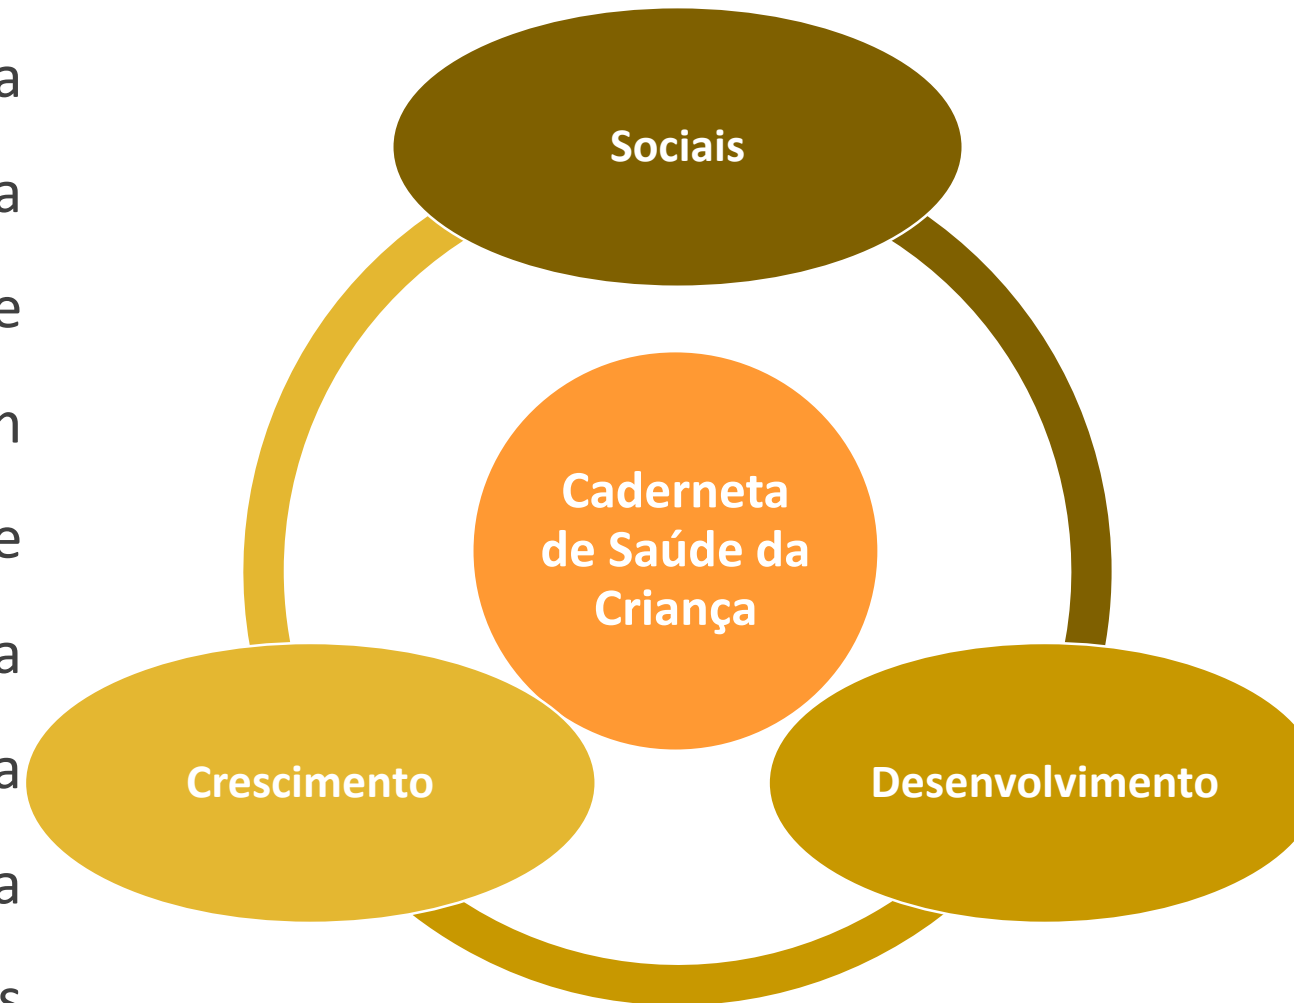 Sociais
Caderneta
de Saúde da
Criança
Crescimento
Desenvolvimento